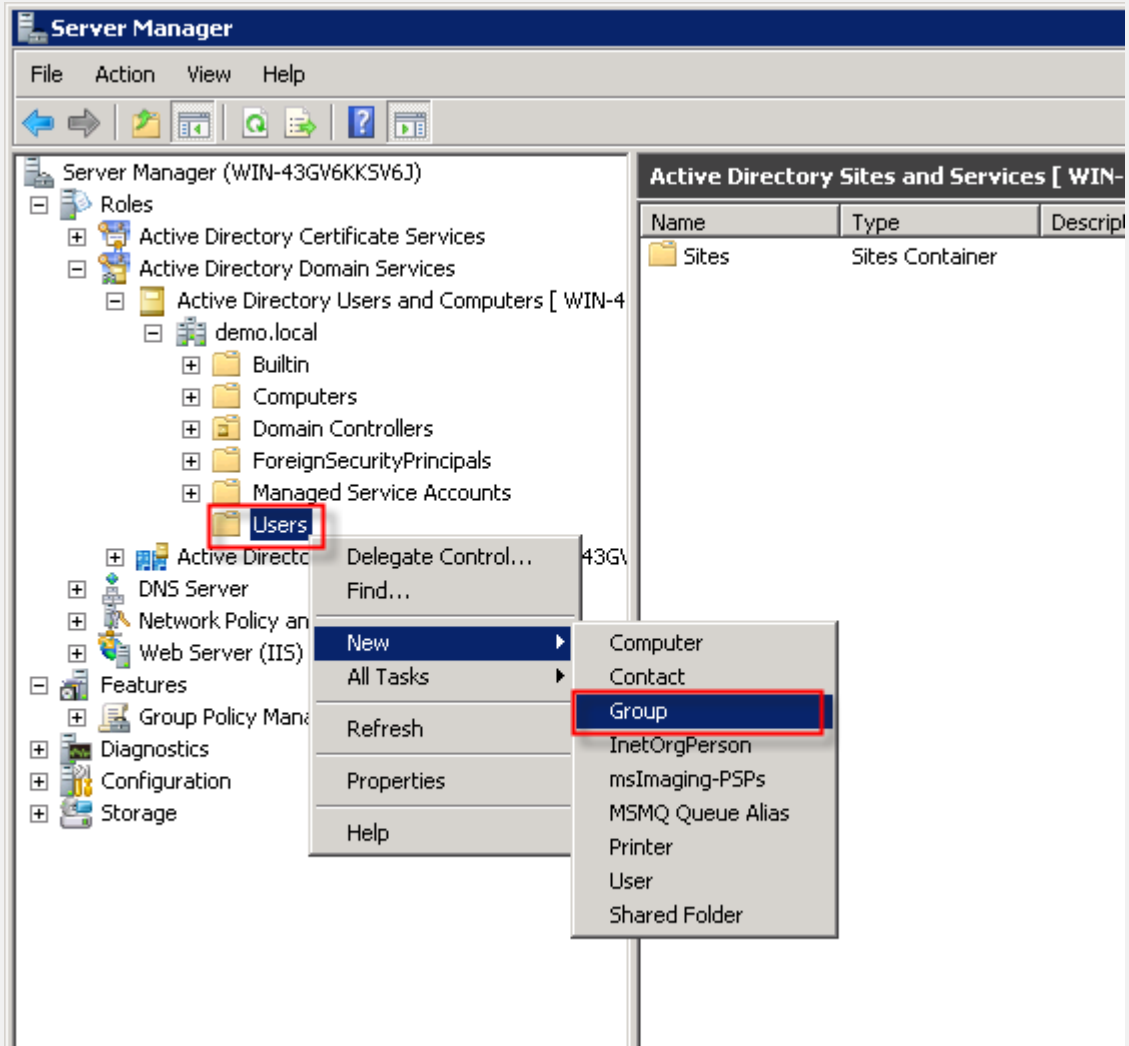 Server Manager
File Action View Help
Server Manager (WIN-43GV6KKSV6J)
Roles
Active Directory Certificate Services
Active Directory Domain Services
Active Directory Users and Computers [ WIN-4
demo.local
Builtin
Computers
Domain Controllers
ForeignSecurityPrincipals
Managed Service Accounts
Users
Active Directo
DNS Server
Network Policy an
Web Server (IIS)
Features
Group Policy Mana
Diagnostics
Configuration
Storage
Delegate Control...
43GV
Find...
New
All Tasks
Refresh
Properties
Help
Computer
Contact
Group
InetOrgPerson
msImaging-PSPs
MSMQ Queue Alias
Printer
User
Shared Folder
Active Directory Sites and Services [ WIN-
Name Type Descript
Sites Sites Container